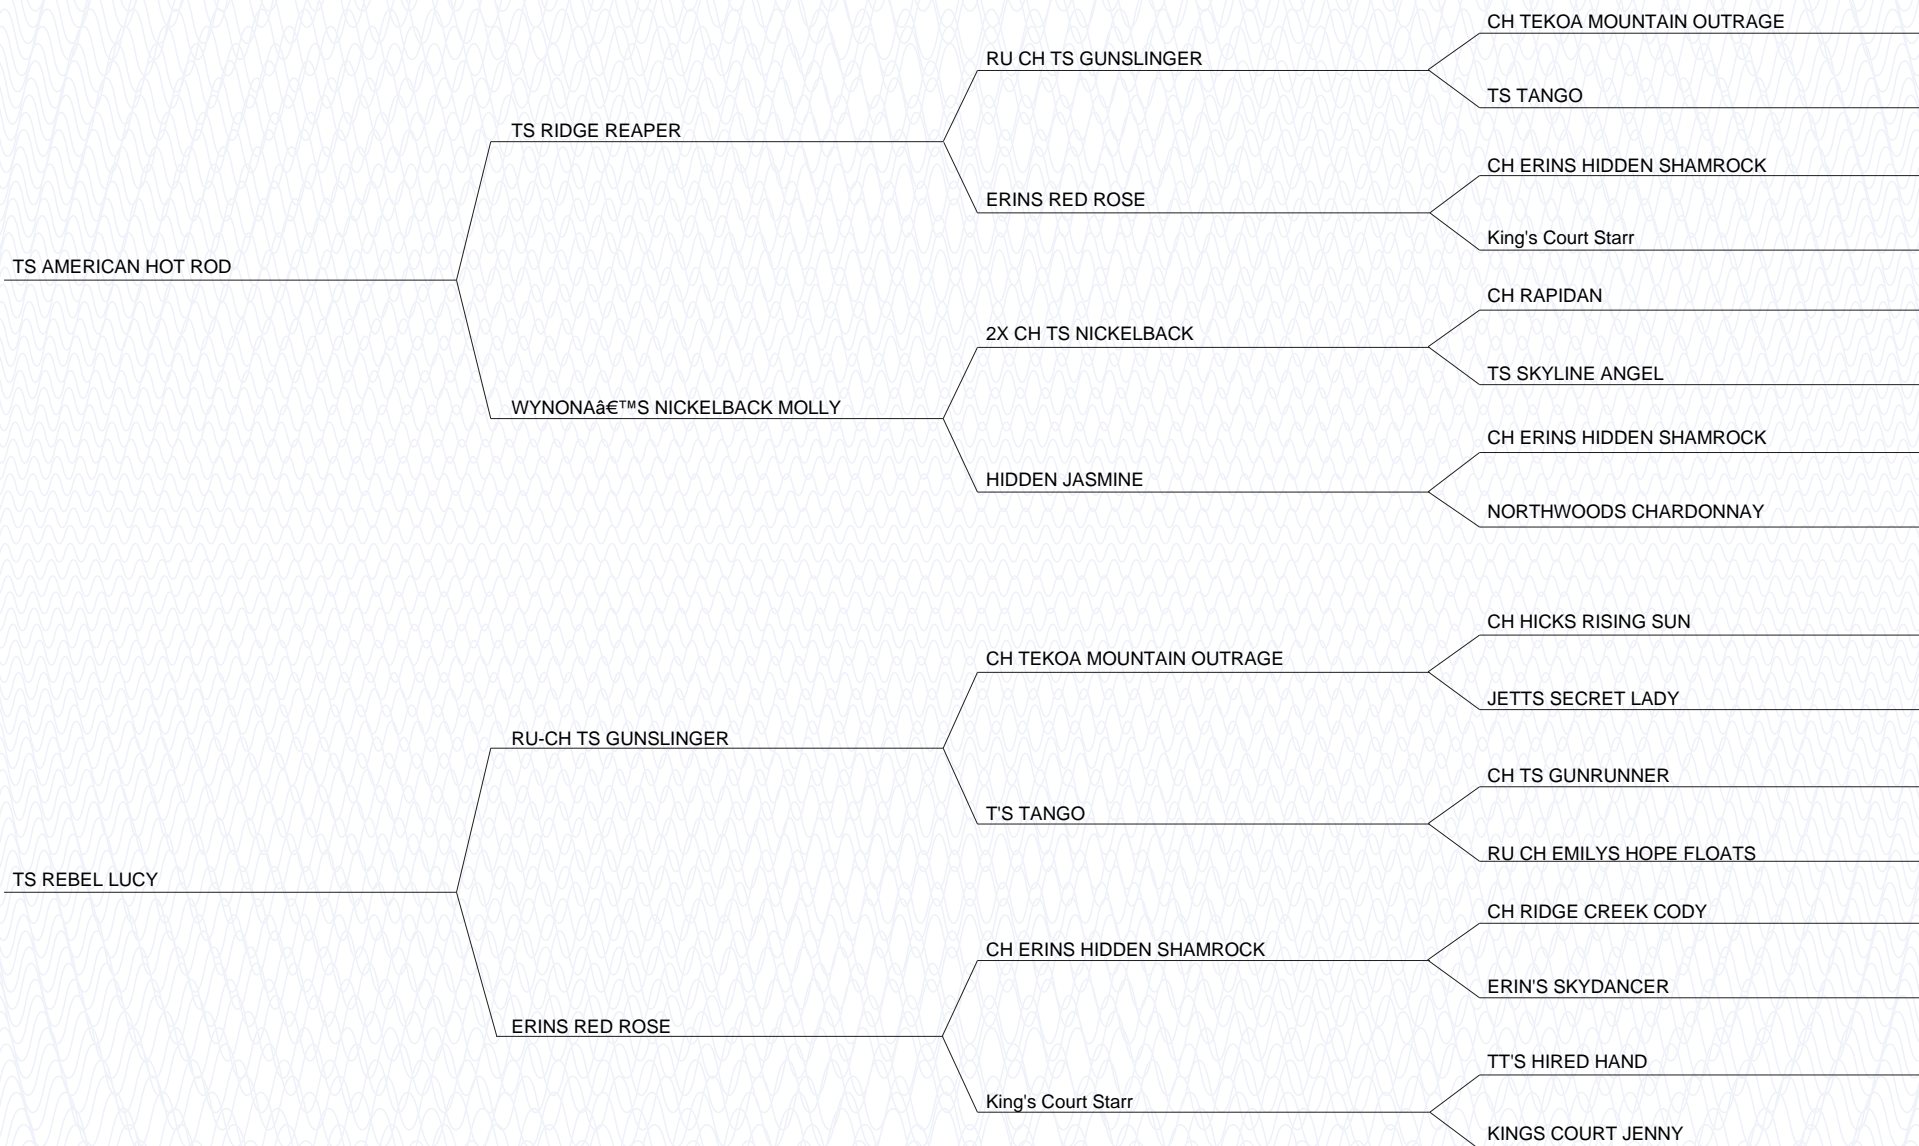 CH TEKOA MOUNTAIN OUTRAGE
RU CH TS GUNSLINGER
TS TANGO
TS RIDGE REAPER
CH ERINS HIDDEN SHAMROCK
ERINS RED ROSE
King's Court Starr
TS AMERICAN HOT ROD
CH RAPIDAN
2X CH TS NICKELBACK
TS SKYLINE ANGEL
WYNONAâ€™S NICKELBACK MOLLY
CH ERINS HIDDEN SHAMROCK
HIDDEN JASMINE
NORTHWOODS CHARDONNAY
CH HICKS RISING SUN
CH TEKOA MOUNTAIN OUTRAGE
JETTS SECRET LADY
RU-CH TS GUNSLINGER
CH TS GUNRUNNER
T'S TANGO
RU CH EMILYS HOPE FLOATS
TS REBEL LUCY
CH RIDGE CREEK CODY
CH ERINS HIDDEN SHAMROCK
ERIN'S SKYDANCER
ERINS RED ROSE
TT'S HIRED HAND
King's Court Starr
KINGS COURT JENNY